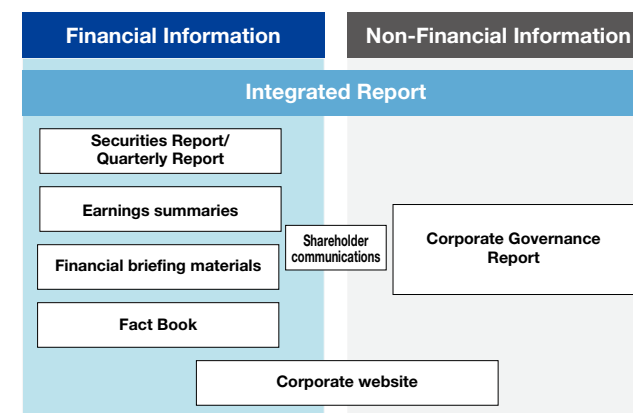 Financial Information
Non-Financial Information
Integrated Report
Securities Report/
Quarterly Report
Earnings summaries
Financial briefing materials
Fact Book
Shareholder
communications
Corporate Governance
Report
Corporate website